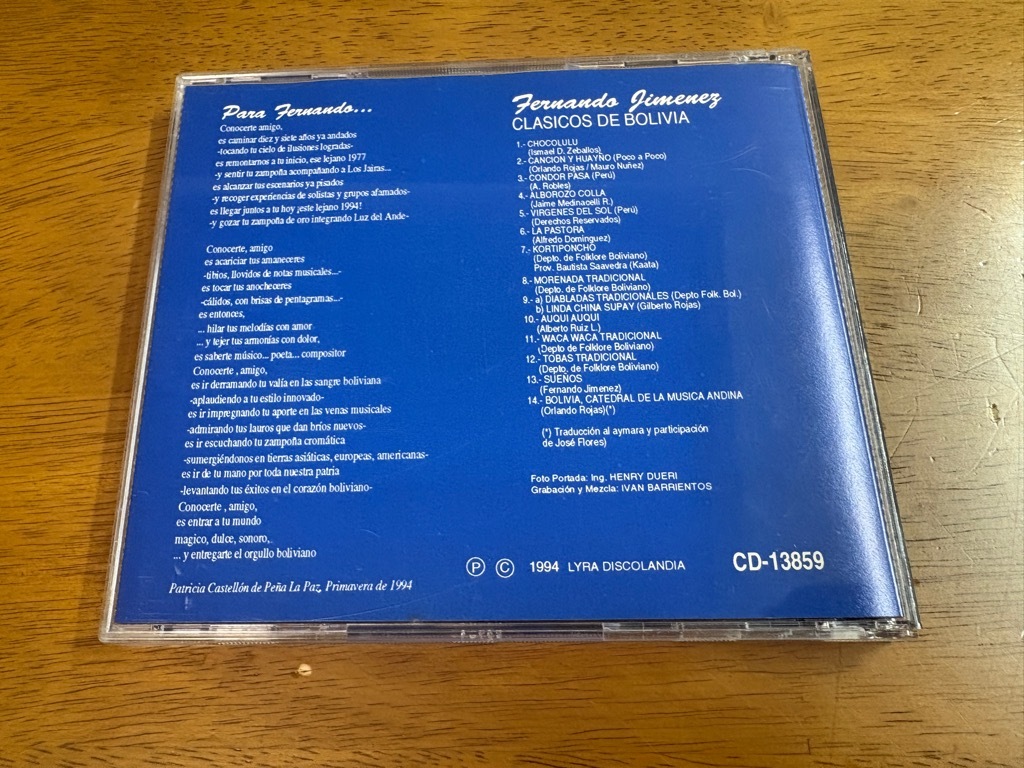 Para Fernando...
Conocerte amigo,
es caminar diez y siete años ya andados
-tocando tu cielo de ilusiones logradas-
es remontarnos a tu inicio, ese lejano 1977
-y sentir tu zampoña acompañando a Los Jairas...
es alcanzar tus escenarios ya pisados
-y recoger experiencias de solistas y grupos afamados-
es llegar juntos a tu hoy ¡este lejano 1994!
-y gozar tu zampoña de oro integrando Luz del Ande-
Conocerte, amigo
es acariciar tus amaneceres
-tibios, llovidos de notas musicales...-
es tocar tus anocheceres
-cálidos, con brisas de pentagramas...-
es entonces,
... hilar tus melodías con amor
... y tejer tus armonías con dolor,
es saberte músico... poeta... compositor
Conocerte , amigo,
es ir derramando tu valía en las sangre boliviana
-aplaudiendo a tu estilo innovado-
es ir impregnando tu aporte en las venas musicales
-admirando tus lauros que dan bríos nuevos-
es ir escuchando tu zampoña cromática
-sumergiéndonos en tierras asiáticas, europeas, americanas-
es ir de tu mano por toda nuestra patria
-levantando tus éxitos en el corazón boliviano-
Conocerte , amigo,
es entrar a tu mundo
magico, dulce, sonoro,
... y entregarte el orgullo boliviano
Patricia Castellón de Peña La Paz, Primavera de 1994
Fernando Jimenez
CLASICOS DE BOLIVIA
1.- CHOCOLULU
(Ismael D. Zeballos)
2.- CANCION Y HUAYÑO (Poco a Poco)
(Orlando Rojas / Mauro Nuñez)
3.- CONDOR PASA (Perú)
(A. Robles)
4.- ALBOROZO COLLA
(Jaime Medinacelli R.)
5.- VIRGENES DEL SOL (Perú)
(Derechos Reservados)
6.- LA PASTORA
(Alfredo Dominguez)
7.- KORTIPONCHO
(Depto. de Folklore Boliviano)
Prov. Bautista Saavedra (Kaata)
8.- MORENADA TRADICIONAL
(Depto. de Folklore Boliviano)
9.- a) DIABLADAS TRADICIONALES (Depto Folk. Bol.)
b) LINDA CHINA SUPAY (Gilberto Rojas)
10.- AUQUI AUQUI
(Alberto Ruiz L.)
11.- WACA WACA TRADICIONAL
(Depto de Folklore Boliviano)
12.- TOBAS TRADICIONAL
(Depto. de Folklore Boliviano)
13.- SUEÑOS
(Fernando Jimenez)
14.- BOLIVIA, CATEDRAL DE LA MUSICA ANDINA
(Orlando Rojas)(*)
(*) Traducción al aymara y participación
de José Flores)
Foto Portada: Ing. HENRY DUERI
Grabación y Mezcla: IVAN BARRIENTOS
Ⓟ © 1994 LYRA DISCOLANDIA
CD-13859